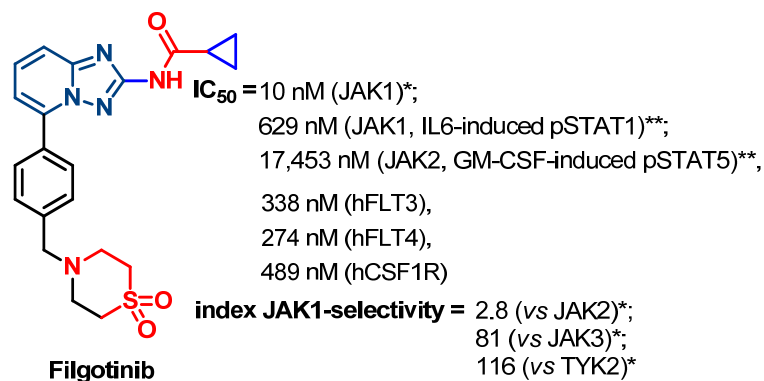 O
N
NH
N
N
N
S
O
O
IC50 = 10 nM (JAK1)*;
629 nM (JAK1, IL6-induced pSTAT1)**;
17,453 nM (JAK2, GM-CSF-induced pSTAT5)**,
338 nM (hFLT3),
274 nM (hFLT4),
489 nM (hCSF1R)
index JAK1-selectivity = 2.8 (vs JAK2)*;
81 (vs JAK3)*;
116 (vs TYK2)*
Filgotinib